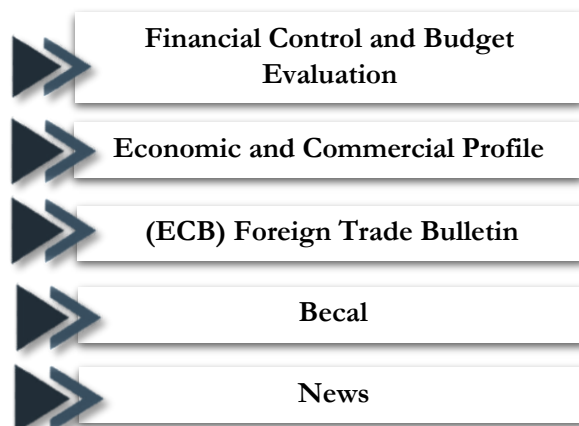 Financial Control and Budget
Evaluation
Economic and Commercial Profile
(ECB) Foreign Trade Bulletin
Becal
News